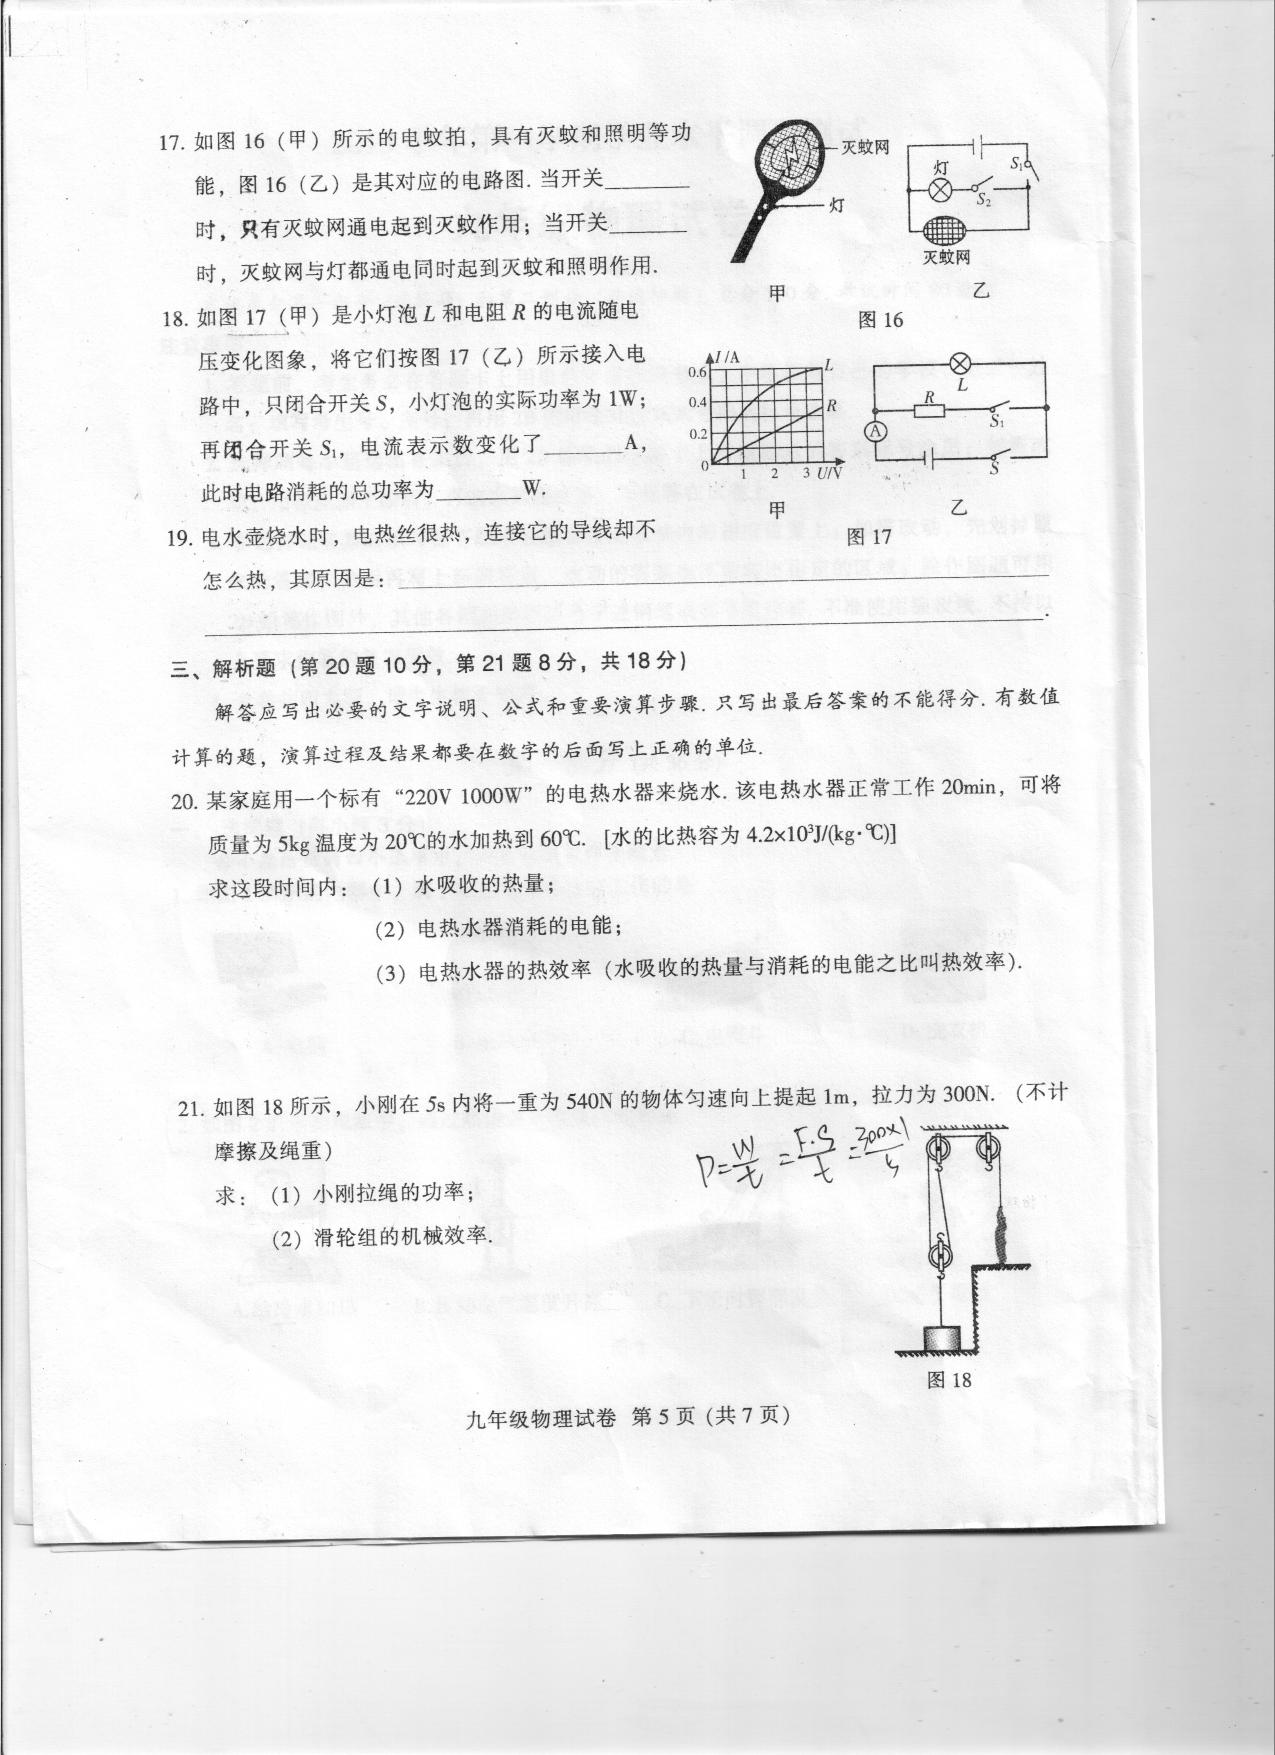 17. 如图 16（甲）所示的电蚊拍，具有灭蚊和照明等功
能，图 16（乙）是其对应的电路图. 当开关________
时，只有灭蚊网通电起到灭蚊作用；当开关________
时，灭蚊网与灯都通电同时起到灭蚊和照明作用.
灭蚊网
灯
甲
灯
S₁
S₂
灭蚊网
乙
图 16
18. 如图 17（甲）是小灯泡 L 和电阻 R 的电流随电
压变化图象，将它们按图 17（乙）所示接入电
路中，只闭合开关 S，小灯泡的实际功率为 1W；
再闭合开关 S₁，电流表示数变化了________A，
此时电路消耗的总功率为________W.
I/A
0.6
0.4
0.2
0
1 2 3 U/V
L
R
甲
L
R
S₁
A
S
乙
图 17
19. 电水壶烧水时，电热丝很热，连接它的导线却不
怎么热，其原因是：________
________.
三、解析题（第 20 题 10 分，第 21 题 8 分，共 18 分）
解答应写出必要的文字说明、公式和重要演算步骤. 只写出最后答案的不能得分. 有数值
计算的题，演算过程及结果都要在数字的后面写上正确的单位.
20. 某家庭用一个标有“220V 1000W”的电热水器来烧水. 该电热水器正常工作 20min，可将
质量为 5kg 温度为 20℃的水加热到 60℃. [水的比热容为 4.2×10³J/(kg·℃)]
求这段时间内：（1）水吸收的热量；
（2）电热水器消耗的电能；
（3）电热水器的热效率（水吸收的热量与消耗的电能之比叫热效率）.
21. 如图 18 所示，小刚在 5s 内将一重为 540N 的物体匀速向上提起 1m，拉力为 300N.（不计
摩擦及绳重）
P=W/t=F·S/t=300×1/5
求：（1）小刚拉绳的功率；
（2）滑轮组的机械效率.
图 18
九年级物理试卷 第 5 页（共 7 页）